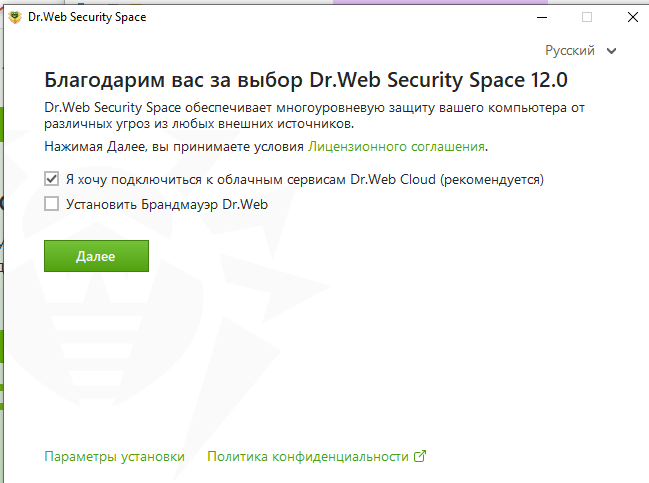 Dr.Web Security Space
Русский
Благодарим вас за выбор Dr.Web Security Space 12.0
Dr.Web Security Space обеспечивает многоуровневую защиту вашего компьютера от
различных угроз из любых внешних источников.
Нажимая Далее, вы принимаете условия Лицензионного соглашения.
Я хочу подключиться к облачным сервисам Dr.Web Cloud (рекомендуется)
Установить Брандмауэр Dr.Web
Далее
Параметры установки Политика конфиденциальности